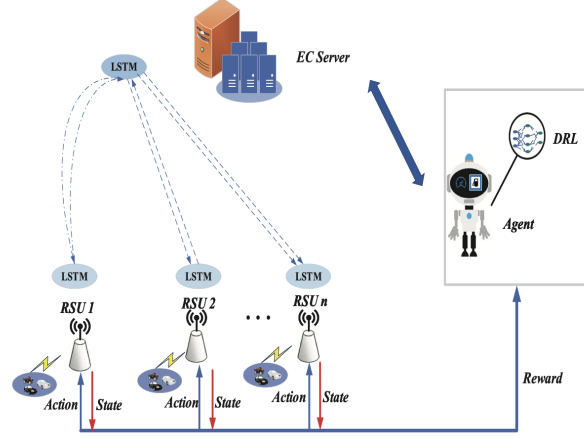 EC Server
LSTM
DRL
Agent
LSTM
LSTM
LSTM
RSU 1
RSU 2
...
RSU n
Action
State
Action
State
Action
State
Reward